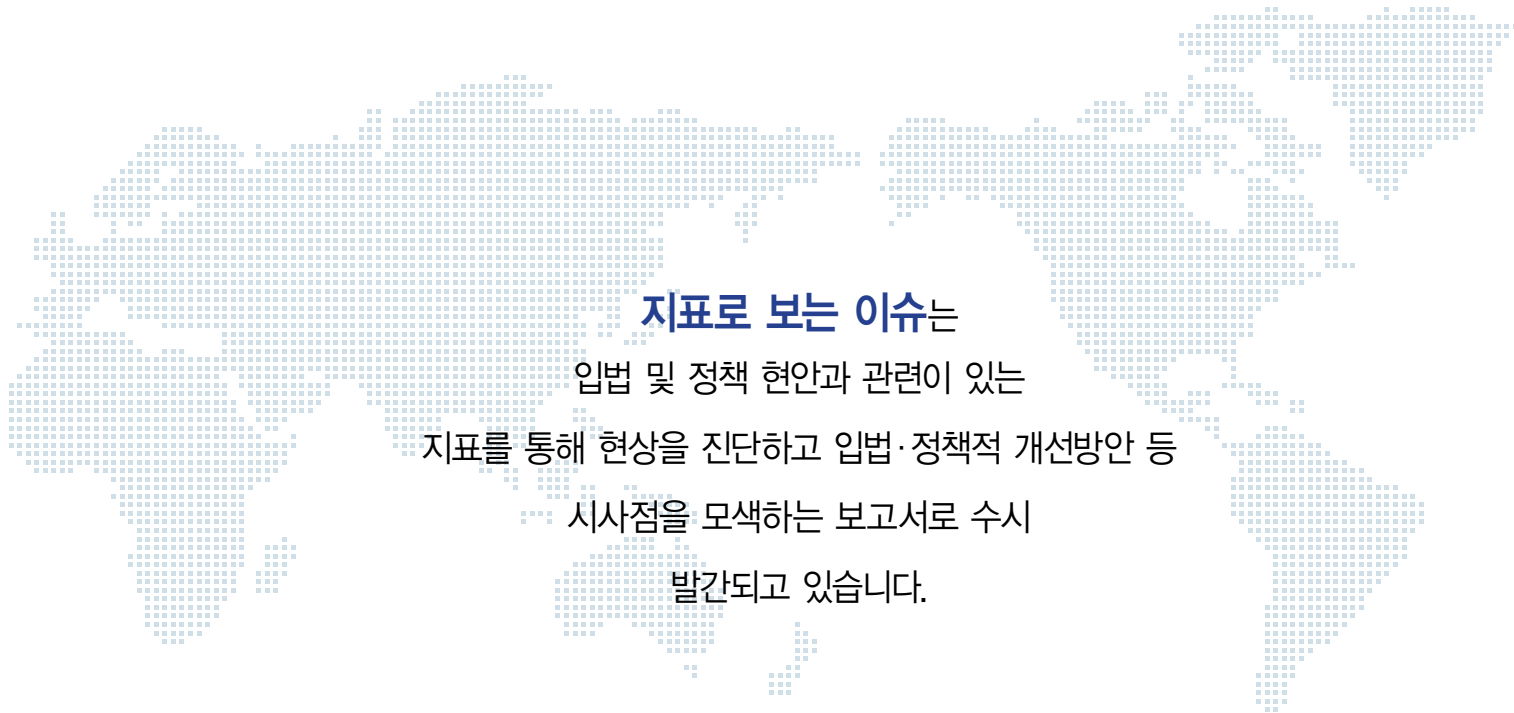 지표로 보는 이슈는
입법 및 정책 현안과 관련이 있는
지표를 통해 현상을 진단하고 입법·정책적 개선방안 등
시사점을 모색하는 보고서로 수시
발간되고 있습니다.